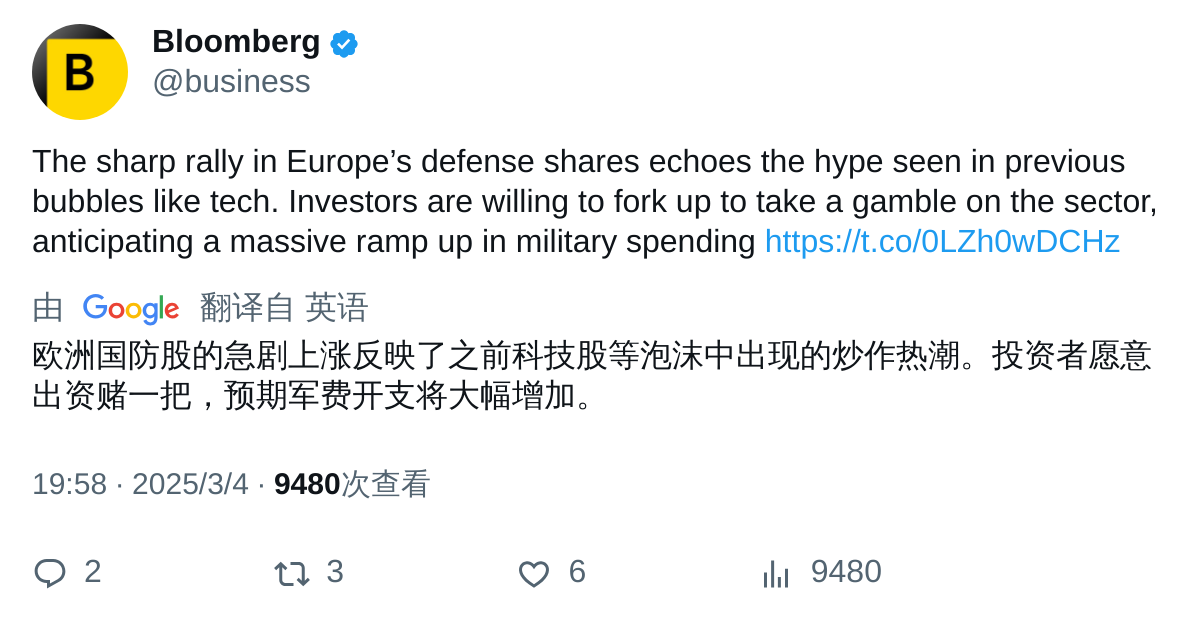 B
Bloomberg
@business
The sharp rally in Europe’s defense shares echoes the hype seen in previous
bubbles like tech. Investors are willing to fork up to take a gamble on the sector,
anticipating a massive ramp up in military spending https://t.co/0LZh0wDCHz
由 Google 翻译自 英语
欧洲国防股的急剧上涨反映了之前科技股等泡沫中出现的炒作热潮。投资者愿意
出资赌一把，预期军费开支将大幅增加。
19:58 · 2025/3/4 · 9480次查看
2 3 6 9480